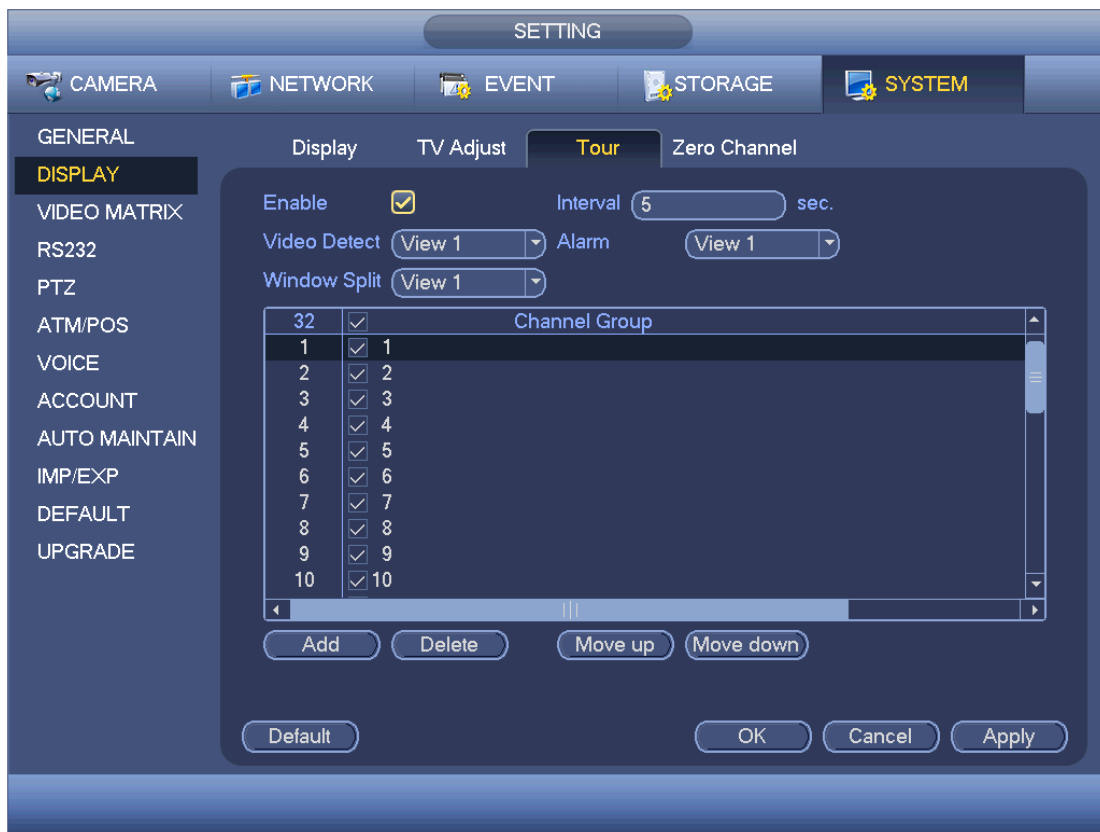 SETTING
CAMERA NETWORK EVENT STORAGE SYSTEM
GENERAL
DISPLAY
VIDEO MATRIX
RS232
PTZ
ATM/POS
VOICE
ACCOUNT
AUTO MAINTAIN
IMP/EXP
DEFAULT
UPGRADE
Display TV Adjust Tour Zero Channel
Enable Interval 5 sec.
Video Detect View 1 Alarm View 1
Window Split View 1
32 Channel Group
1 1
2 2
3 3
4 4
5 5
6 6
7 7
8 8
9 9
10 10
Add Delete Move up Move down
Default OK Cancel Apply